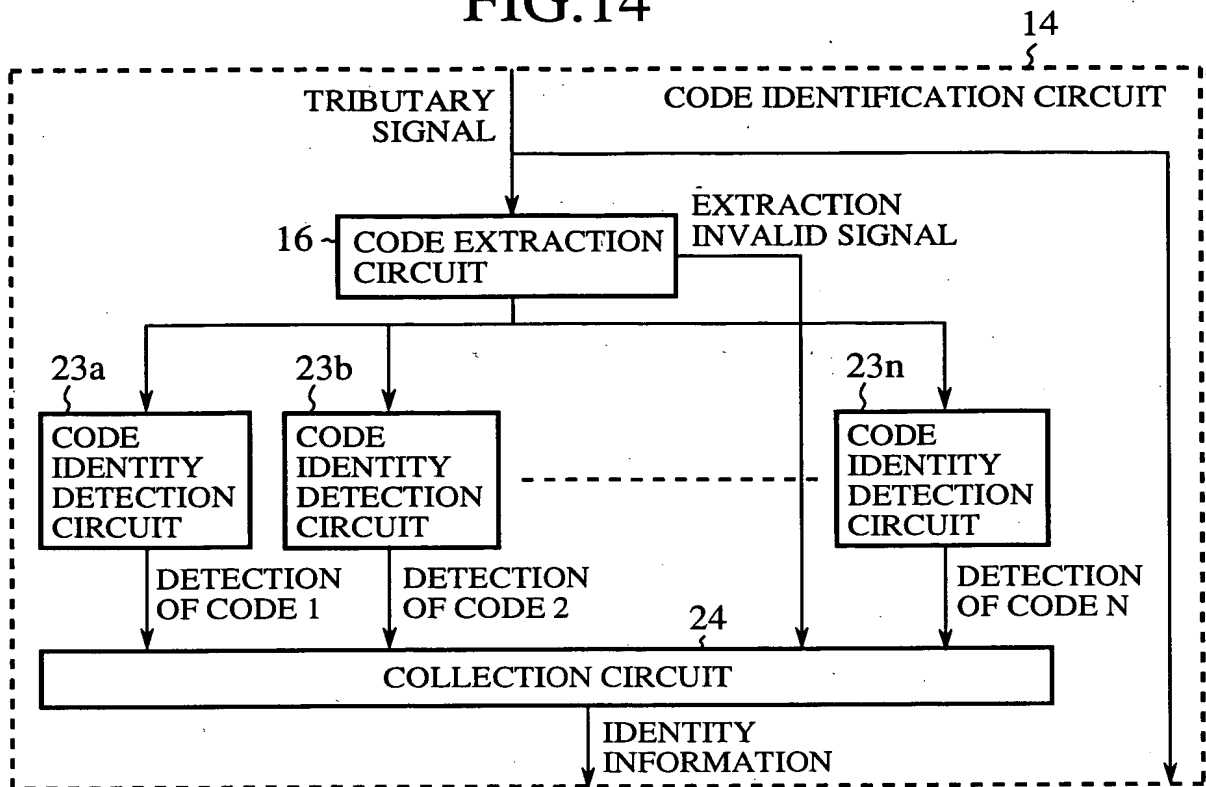 FIG.14
14
TRIBUTARY
SIGNAL
CODE IDENTIFICATION CIRCUIT
EXTRACTION
INVALID SIGNAL
16
CODE EXTRACTION
CIRCUIT
23a
23b
23n
CODE
IDENTITY
DETECTION
CIRCUIT
CODE
IDENTITY
DETECTION
CIRCUIT
CODE
IDENTITY
DETECTION
CIRCUIT
DETECTION
OF CODE 1
DETECTION
OF CODE 2
DETECTION
OF CODE N
24
COLLECTION CIRCUIT
IDENTITY
INFORMATION